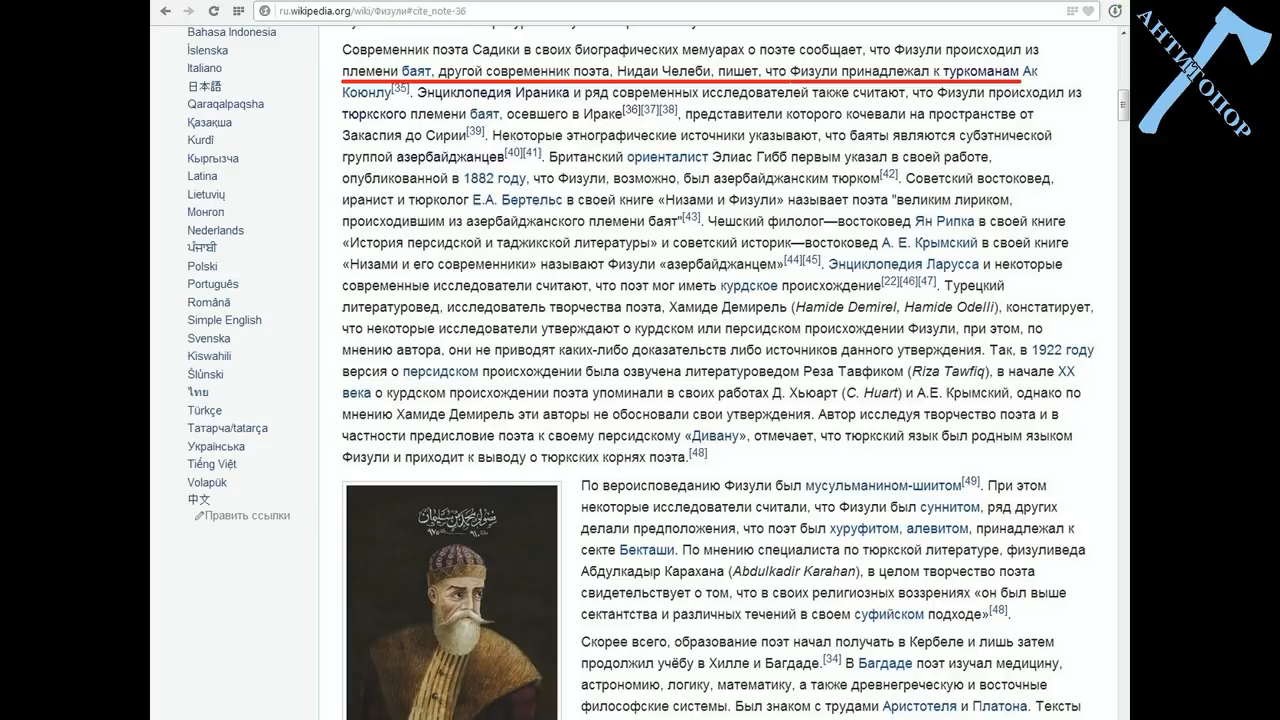 ru.wikipedia.org/wiki/Физули#cite_note-36
АНТИТОПОР
Bahasa Indonesia
Íslenska
Italiano
日本語
Qaraqalpaqsha
Қазақша
Kurdî
Кыргызча
Latina
Lietuvių
Монгол
Nederlands
ਪੰਜਾਬੀ
Polski
Português
Română
Simple English
Svenska
Kiswahili
Ślůnski
ไทย
Türkçe
Татарча/tatarça
Українська
Tiếng Việt
Volapük
中文
Править ссылки
Современник поэта Садики в своих биографических мемуарах о поэте сообщает, что Физули происходил из
племени баят, другой современник поэта, Нидаи Челеби, пишет, что Физули принадлежал к туркоманам Ак
Коюнлу[35]. Энциклопедия Ираника и ряд современных исследователей также считают, что Физули происходил из
тюркского племени баят, осевшего в Ираке[36][37][38], представители которого кочевали на пространстве от
Закаспия до Сирии[39]. Некоторые этнографические источники указывают, что баяты являются субэтнической
группой азербайджанцев[40][41]. Британский ориенталист Элиас Гибб первым указал в своей работе,
опубликованной в 1882 году, что Физули, возможно, был азербайджанским тюрком[42]. Советский востоковед,
иранист и тюрколог Е.А. Бертельс в своей книге «Низами и Физули» называет поэта "великим лириком,
происходившим из азербайджанского племени баят"[43]. Чешский филолог—востоковед Ян Рипка в своей книге
«История персидской и таджикской литературы» и советский историк—востоковед А. Е. Крымский в своей книге
«Низами и его современники» называют Физули «азербайджанцем»[44][45]. Энциклопедия Ларусса и некоторые
современные исследователи считают, что поэт мог иметь курдское происхождение[22][46][47]. Турецкий
литературовед, исследователь творчества поэта, Хамиде Демирель (Hamide Demirel, Hamide Odelli), констатирует,
что некоторые исследователи утверждают о курдском или персидском происхождении Физули, при этом, по
мнению автора, они не приводят каких-либо доказательств либо источников данного утверждения. Так, в 1922 году
версия о персидском происхождении была озвучена литературоведом Реза Тавфиком (Riza Tawfiq), в начале XX
века о курдском происхождении поэта упоминали в своих работах Д. Хьюарт (C. Huart) и А.Е. Крымский, однако по
мнению Хамиде Демирель эти авторы не обосновали свои утверждения. Автор исследуя творчество поэта и в
частности предисловие поэта к своему персидскому «Дивану», отмечает, что тюркский язык был родным языком
Физули и приходит к выводу о тюркских корнях поэта.[48]
По вероисповеданию Физули был мусульманином-шиитом[49]. При этом
некоторые исследователи считали, что Физули был суннитом, ряд других
делали предположения, что поэт был хуруфитом, алевитом, принадлежал к
секте Бекташи. По мнению специалиста по тюркской литературе, физуливеда
Абдулкадыр Карахана (Abdulkadir Karahan), в целом творчество поэта
свидетельствует о том, что в своих религиозных воззрениях «он был выше
сектантства и различных течений в своем суфийском подходе»[48].
Скорее всего, образование поэт начал получать в Кербеле и лишь затем
продолжил учёбу в Хилле и Багдаде.[34] В Багдаде поэт изучал медицину,
астрономию, логику, математику, а также древнегреческую и восточные
философские системы. Был знаком с трудами Аристотеля и Платона. Тексты